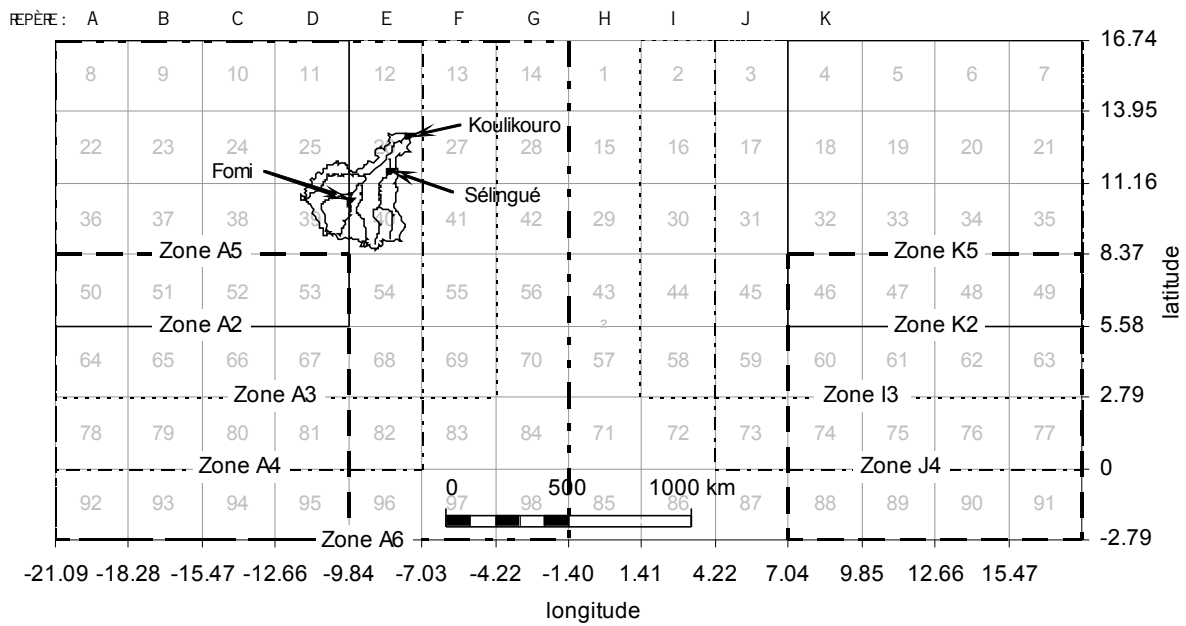 REPÈRE : A B C D E F G H I J K
16.74
8 9 10 11 12 13 14 1 2 3 4 5 6 7
13.95
Koulikouro
22 23 24 25 27 28 15 16 17 18 19 20 21
Fomi
11.16
Sélingué
36 37 38 39 40 41 42 29 30 31 32 33 34 35
Zone A5 Zone K5 8.37
latitude
50 51 52 53 54 55 56 43 44 45 46 47 48 49
2
Zone A2 Zone K2 5.58
64 65 66 67 68 69 70 57 58 59 60 61 62 63
Zone A3 Zone I3 2.79
78 79 80 81 82 83 84 71 72 73 74 75 76 77
Zone A4 Zone J4 0
0 500 1000 km
92 93 94 95 96 97 98 85 86 87 88 89 90 91
Zone A6 -2.79
-21.09 -18.28 -15.47 -12.66 -9.84 -7.03 -4.22 -1.40 1.41 4.22 7.04 9.85 12.66 15.47
longitude